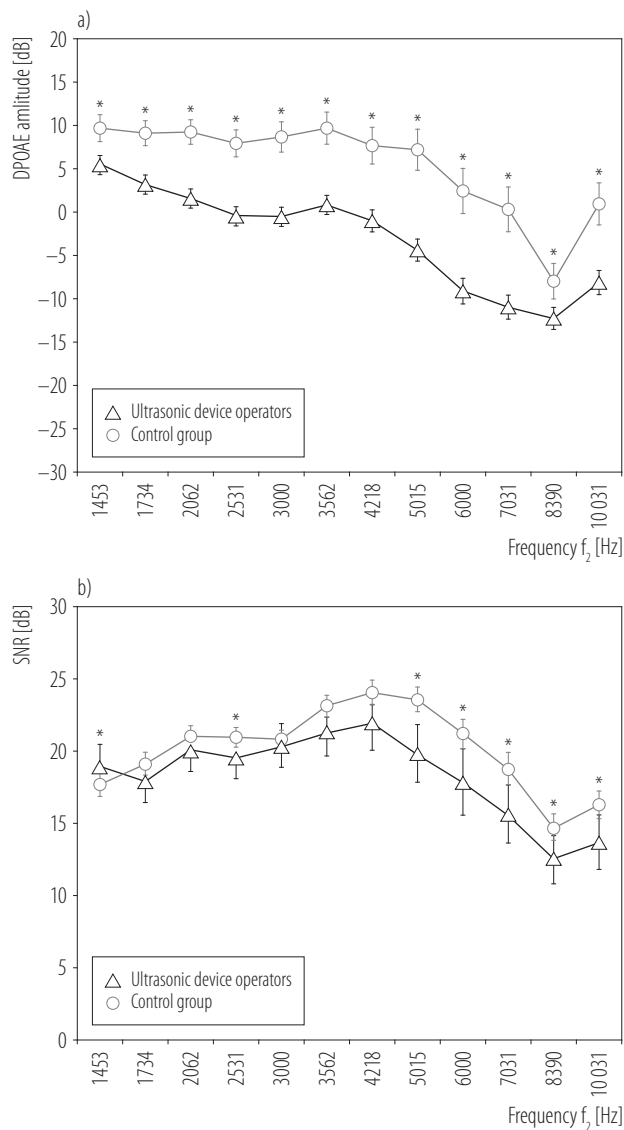 a)
DPOAE amlitude [dB]
20
15
10
5
0
–5
–10
–15
–20
–25
–30
* * * * * * * * * * * *
Ultrasonic device operators
Control group
1453 1734 2062 2531 3000 3562 4218 5015 6000 7031 8390 10 031
Frequency f2 [Hz]
b)
SNR [dB]
30
25
20
15
10
5
0
* * * * * * *
Ultrasonic device operators
Control group
1453 1734 2062 2531 3000 3562 4218 5015 6000 7031 8390 10 031
Frequency f2 [Hz]